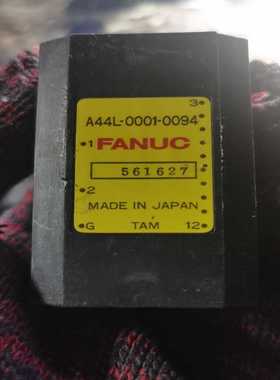 3
A44L-0001-0094
1 FANUC
561627
2
MADE IN JAPAN
G TAM 12